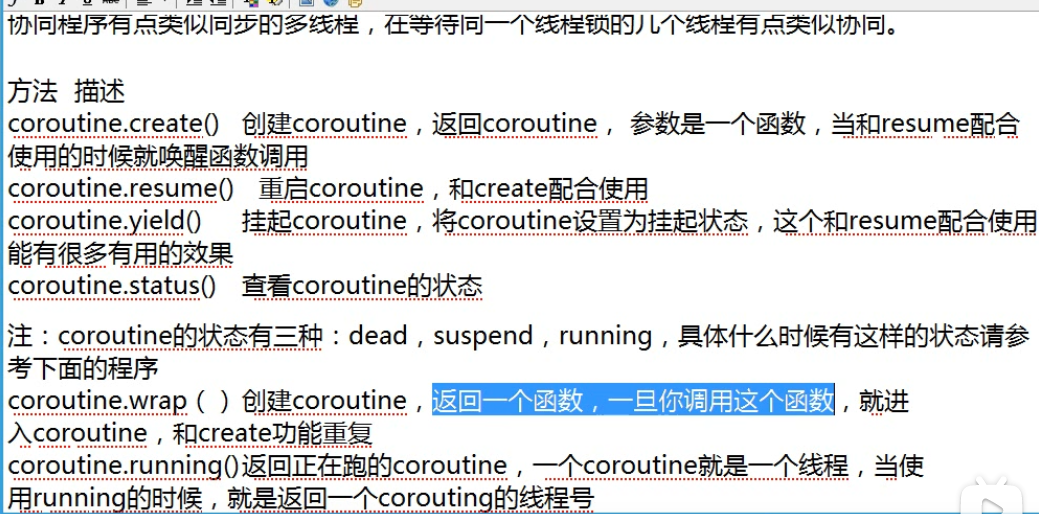 协同程序有点类似同步的多线程，在等待同一个线程锁的几个线程有点类似协同。
方法 描述
coroutine.create() 创建coroutine，返回coroutine， 参数是一个函数，当和resume配合
使用的时候就唤醒函数调用
coroutine.resume() 重启coroutine，和create配合使用
coroutine.yield() 挂起coroutine，将coroutine设置为挂起状态，这个和resume配合使用
能有很多有用的效果
coroutine.status() 查看coroutine的状态
注：coroutine的状态有三种：dead，suspend，running，具体什么时候有这样的状态请参
考下面的程序
coroutine.wrap（ ）创建coroutine，返回一个函数，一旦你调用这个函数，就进
入coroutine，和create功能重复
coroutine.running()返回正在跑的coroutine，一个coroutine就是一个线程，当使
用running的时候，就是返回一个corouting的线程号